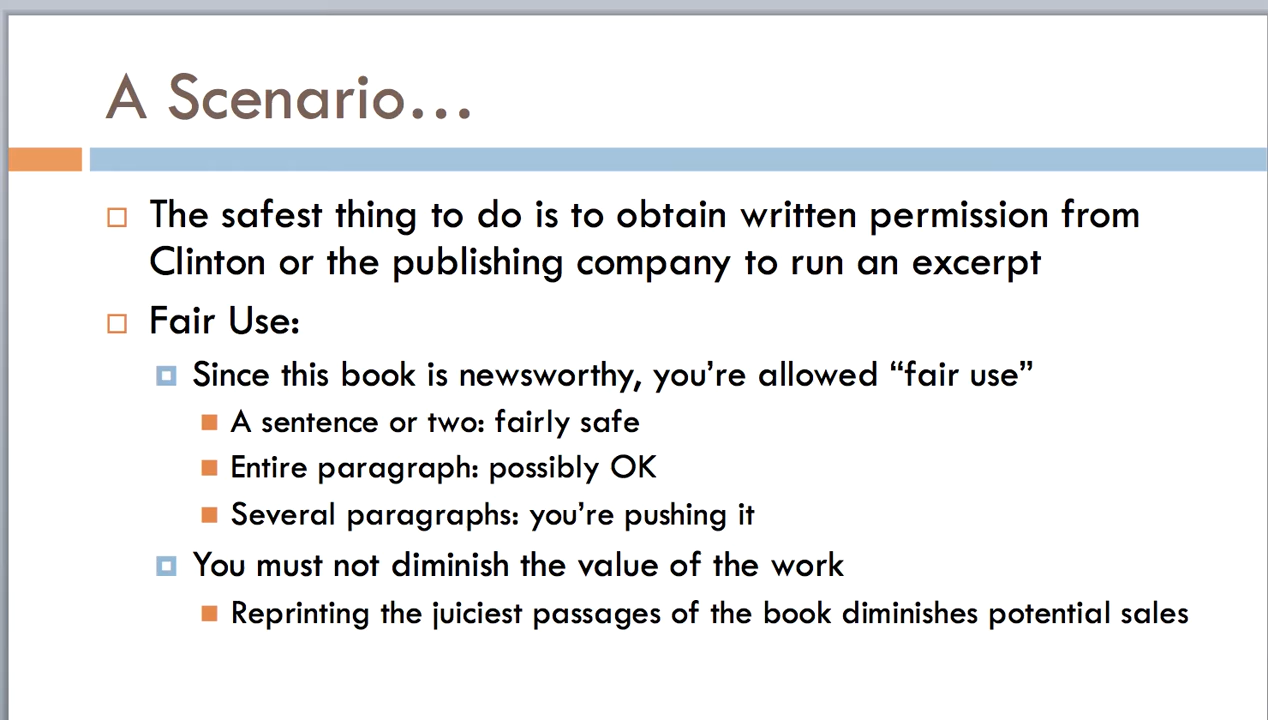 A Scenario...
The safest thing to do is to obtain written permission from
Clinton or the publishing company to run an excerpt
Fair Use:
Since this book is newsworthy, you’re allowed “fair use”
A sentence or two: fairly safe
Entire paragraph: possibly OK
Several paragraphs: you’re pushing it
You must not diminish the value of the work
Reprinting the juiciest passages of the book diminishes potential sales